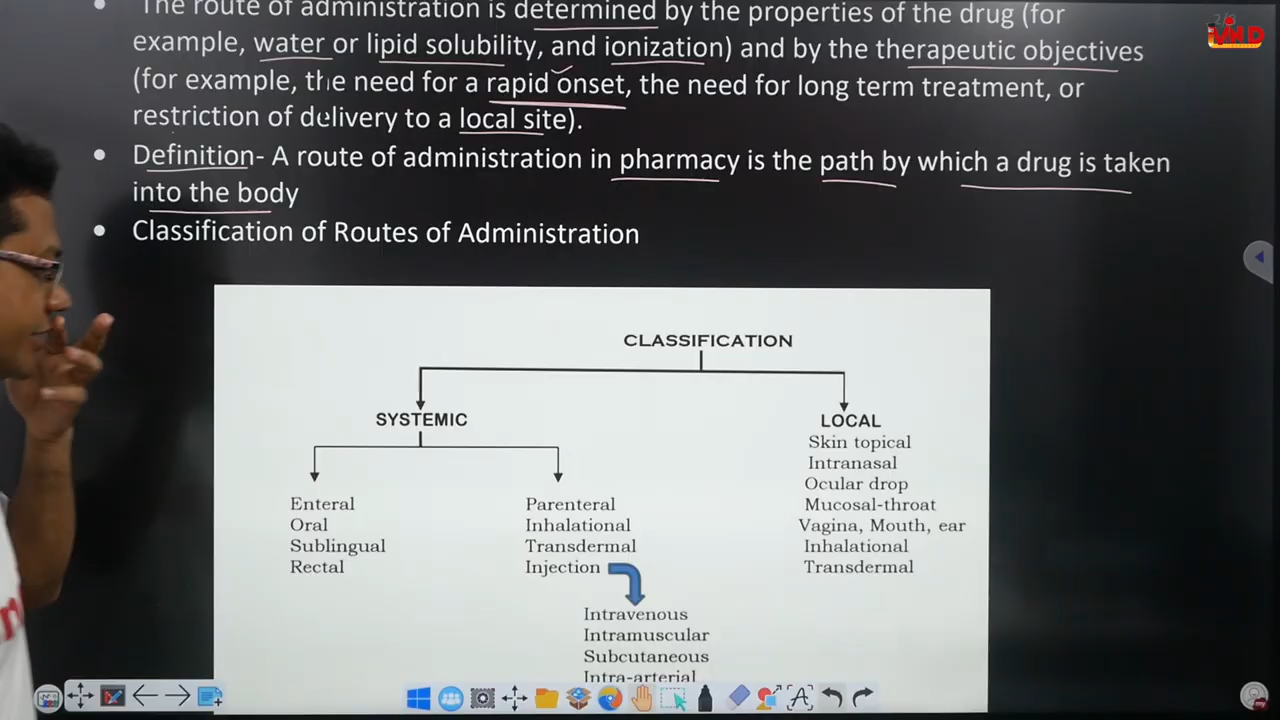 The route of administration is determined by the properties of the drug (for
example, water or lipid solubility, and ionization) and by the therapeutic objectives
(for example, the need for a rapid onset, the need for long term treatment, or
restriction of delivery to a local site).
Definition- A route of administration in pharmacy is the path by which a drug is taken
into the body
Classification of Routes of Administration
CLASSIFICATION
SYSTEMIC
Enteral
Oral
Sublingual
Rectal
Parenteral
Inhalational
Transdermal
Injection
Intravenous
Intramuscular
Subcutaneous
Intra-arterial
LOCAL
Skin topical
Intranasal
Ocular drop
Mucosal-throat
Vagina, Mouth, ear
Inhalational
Transdermal